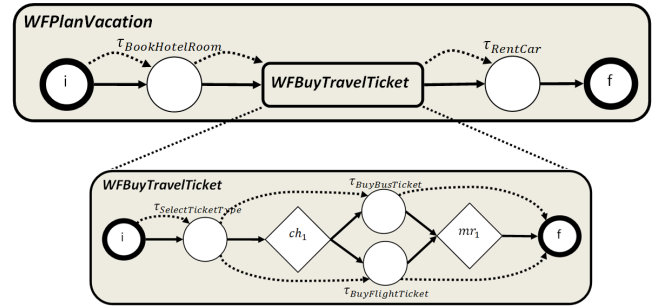 WFPlanVacation
τBookHotelRoom
τRentCar
i
WFBuyTravelTicket
f
WFBuyTravelTicket
τBuyBusTicket
τSelectTicketType
i
ch1
mr1
f
τBuyFlightTicket